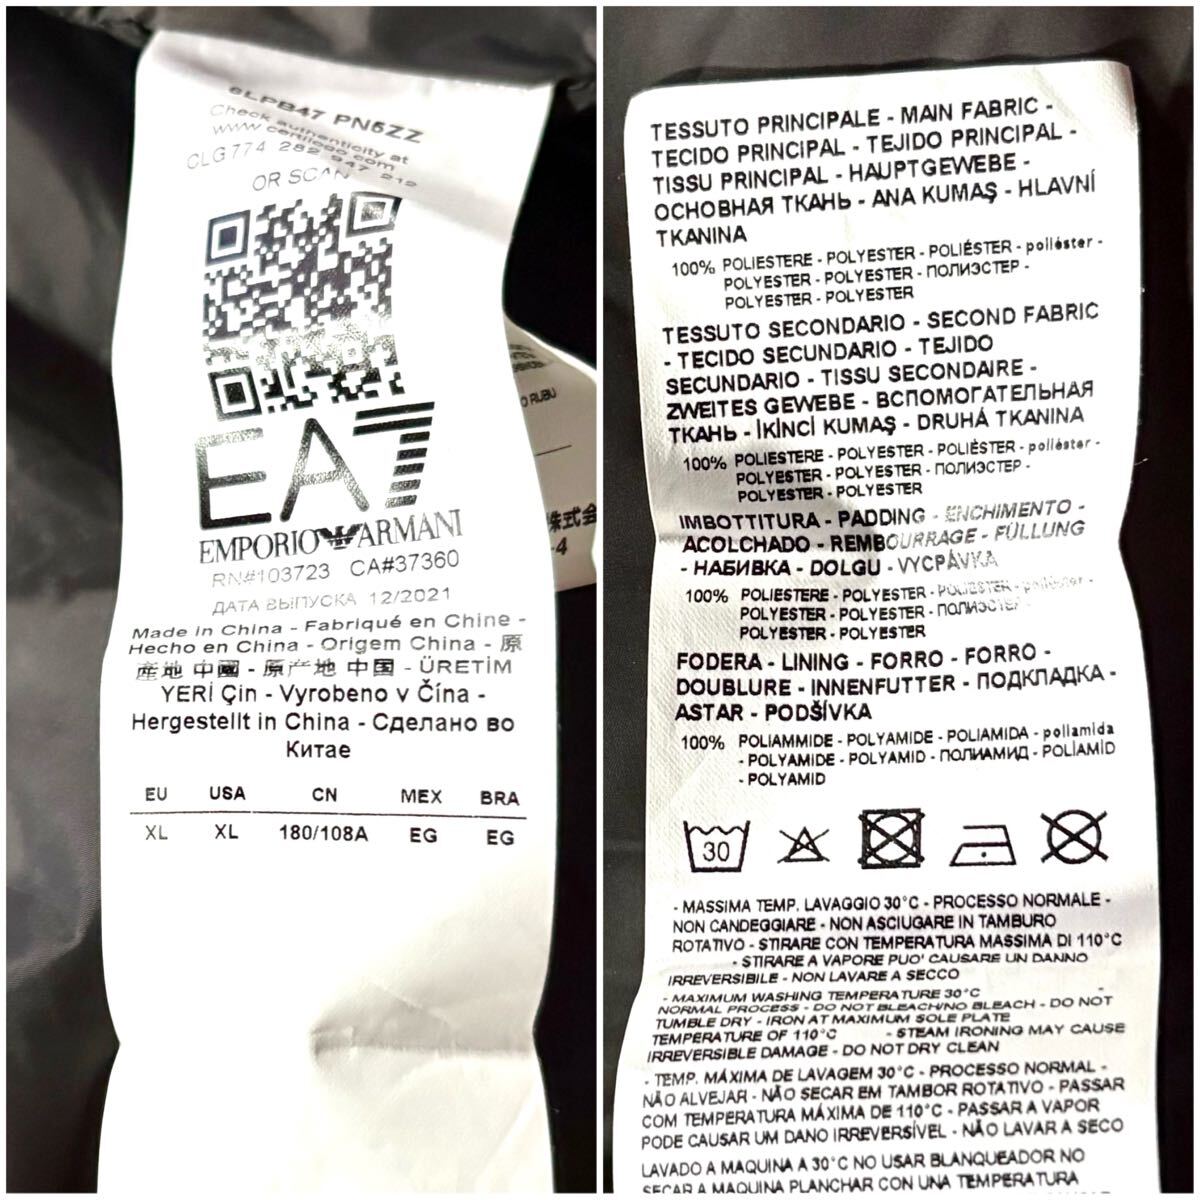 6LPB47 PN5ZZ
Check authenticity at
www.certilogo.com
CLG774 282 947 212
OR SCAN
EA7
EMPORIO ARMANI
RN#103723 CA#37360
ДАТА ВЫПУСКА 12/2021
Made in China - Fabriqué en Chine -
Hecho en China - Origem China - 原
產地 中國 - 原产地 中国 - ÜRETİM
YERİ Çin - Vyrobeno v Čína -
Hergestellt in China - Сделано во
Китае
EU USA CN MEX BRA
XL XL 180/108A EG EG
O RUBU
株式会
-4
TESSUTO PRINCIPALE - MAIN FABRIC -
TECIDO PRINCIPAL - TEJIDO PRINCIPAL -
TISSU PRINCIPAL - HAUPTGEWEBE -
ОСНОВНАЯ ТКАНЬ - ANA KUMAŞ - HLAVNÍ
TKANINA
100% POLIESTERE - POLYESTER - POLIÉSTER - poliéster -
POLYESTER - POLYESTER - ПОЛИЭСТЕР -
POLYESTER - POLYESTER
TESSUTO SECONDARIO - SECOND FABRIC
- TECIDO SECUNDARIO - TEJIDO
SECUNDARIO - TISSU SECONDAIRE -
ZWEITES GEWEBE - ВСПОМОГАТЕЛЬНАЯ
ТКАНЬ - İKİNCİ KUMAŞ - DRUHÁ TKANINA
100% POLIESTERE - POLYESTER - POLIÉSTER - poliéster -
POLYESTER - POLYESTER - ПОЛИЭСТЕР -
POLYESTER - POLYESTER
IMBOTTITURA - PADDING - ENCHIMENTO -
ACOLCHADO - REMBOURRAGE - FÜLLUNG
- НАБИВКА - DOLGU - VYCPÁVKA
100% POLIESTERE - POLYESTER - POLIÉSTER - poliéster -
POLYESTER - POLYESTER - ПОЛИЭСТЕР -
POLYESTER - POLYESTER
FODERA - LINING - FORRO - FORRO -
DOUBLURE - INNENFUTTER - ПОДКЛАДКА -
ASTAR - PODŠÍVKA
100% POLIAMMIDE - POLYAMIDE - POLIAMIDA - poliamida
- POLYAMIDE - POLYAMID - ПОЛИАМИД - POLİAMİD
- POLYAMID
30
- MASSIMA TEMP. LAVAGGIO 30°C - PROCESSO NORMALE -
NON CANDEGGIARE - NON ASCIUGARE IN TAMBURO
ROTATIVO - STIRARE CON TEMPERATURA MASSIMA DI 110°C
- STIRARE A VAPORE PUO' CAUSARE UN DANNO
IRREVERSIBILE - NON LAVARE A SECCO
- MAXIMUM WASHING TEMPERATURE 30°C
NORMAL PROCESS - DO NOT BLEACH/NO BLEACH - DO NOT
TUMBLE DRY - IRON AT MAXIMUM SOLE PLATE
TEMPERATURE OF 110°C - STEAM IRONING MAY CAUSE
IRREVERSIBLE DAMAGE - DO NOT DRY CLEAN
- TEMP. MÁXIMA DE LAVAGEM 30°C - PROCESSO NORMAL -
NÃO ALVEJAR - NÃO SECAR EM TAMBOR ROTATIVO - PASSAR
COM TEMPERATURA MÁXIMA DE 110°C - PASSAR A VAPOR
PODE CAUSAR UM DANO IRREVERSÍVEL - NÃO LAVAR A SECO
LAVADO A MAQUINA A 30°C NO USAR BLANQUEADOR NO
SECAR A MAQUINA PLANCHAR CON UNA TEMPERATURA